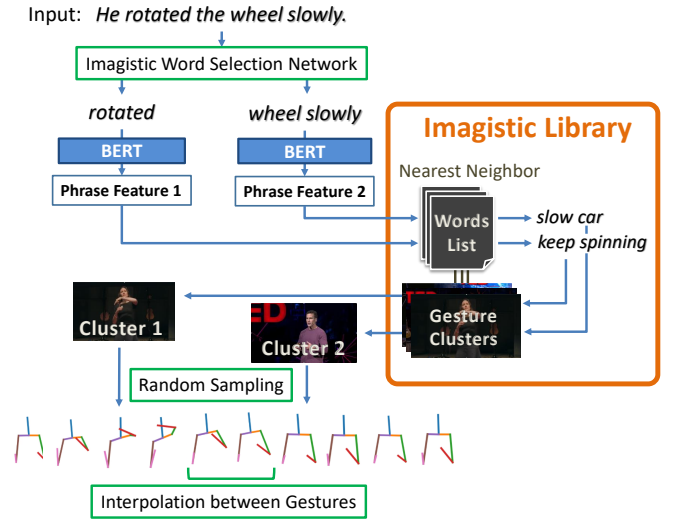 Input: He rotated the wheel slowly.
Imagistic Word Selection Network
rotated
wheel slowly
BERT
BERT
Phrase Feature 1
Phrase Feature 2
Imagistic Library
Nearest Neighbor
Words
List
slow car
keep spinning
Gesture
Clusters
Cluster 1
ED
Cluster 2
Random Sampling
Interpolation between Gestures